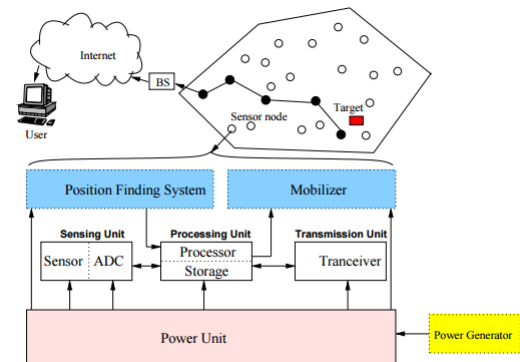 Internet
BS
User
Sensor node
Target
Position Finding System
Mobilizer
Sensing Unit
Processing Unit
Transmission Unit
Sensor
ADC
Processor
Storage
Tranceiver
Power Unit
Power Generator